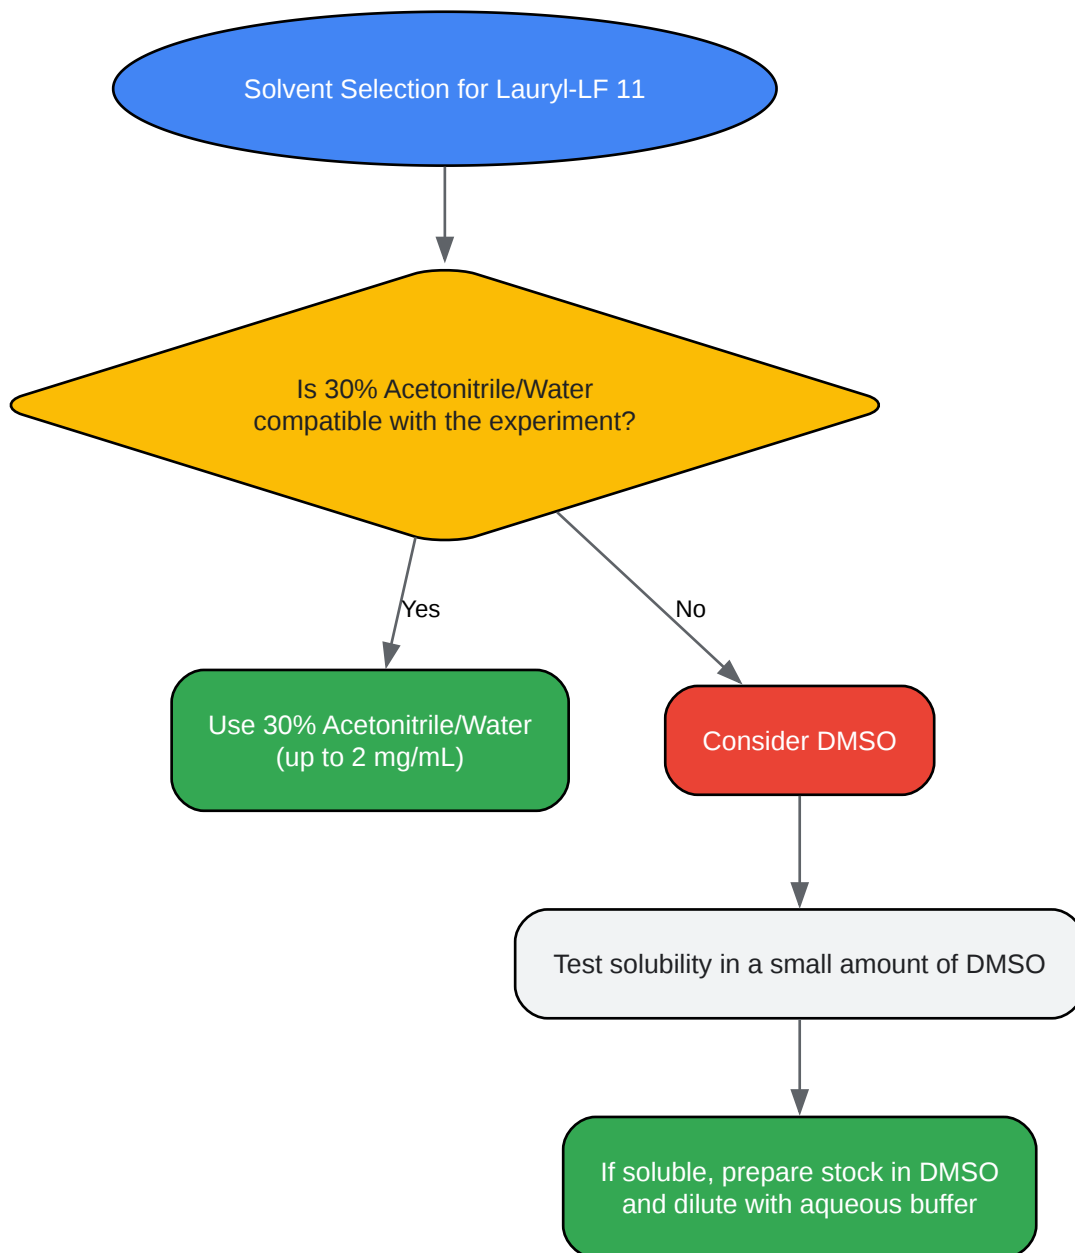 Solvent Selection for Lauryl-LF 11
Is 30% Acetonitrile/Water
compatible with the experiment?
Yes
No
Use 30% Acetonitrile/Water
(up to 2 mg/mL)
Consider DMSO
Test solubility in a small amount of DMSO
If soluble, prepare stock in DMSO
and dilute with aqueous buffer